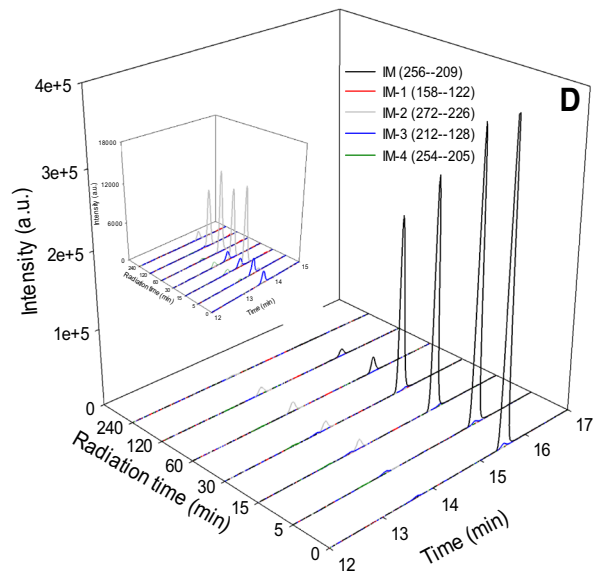 4e+5
3e+5
2e+5
1e+5
0
Intensity (a.u.)
IM (256--209)
IM-1 (158--122)
IM-2 (272--226)
IM-3 (212--128)
IM-4 (254--205)
D
18000
12000
6000
0
Intensity (a.u.)
240
120
60
30
15
5
0
Radiation time (min)
12
13
14
15
Time (min)
240
120
60
30
15
5
0
Radiation time (min)
12
13
14
15
16
17
Time (min)